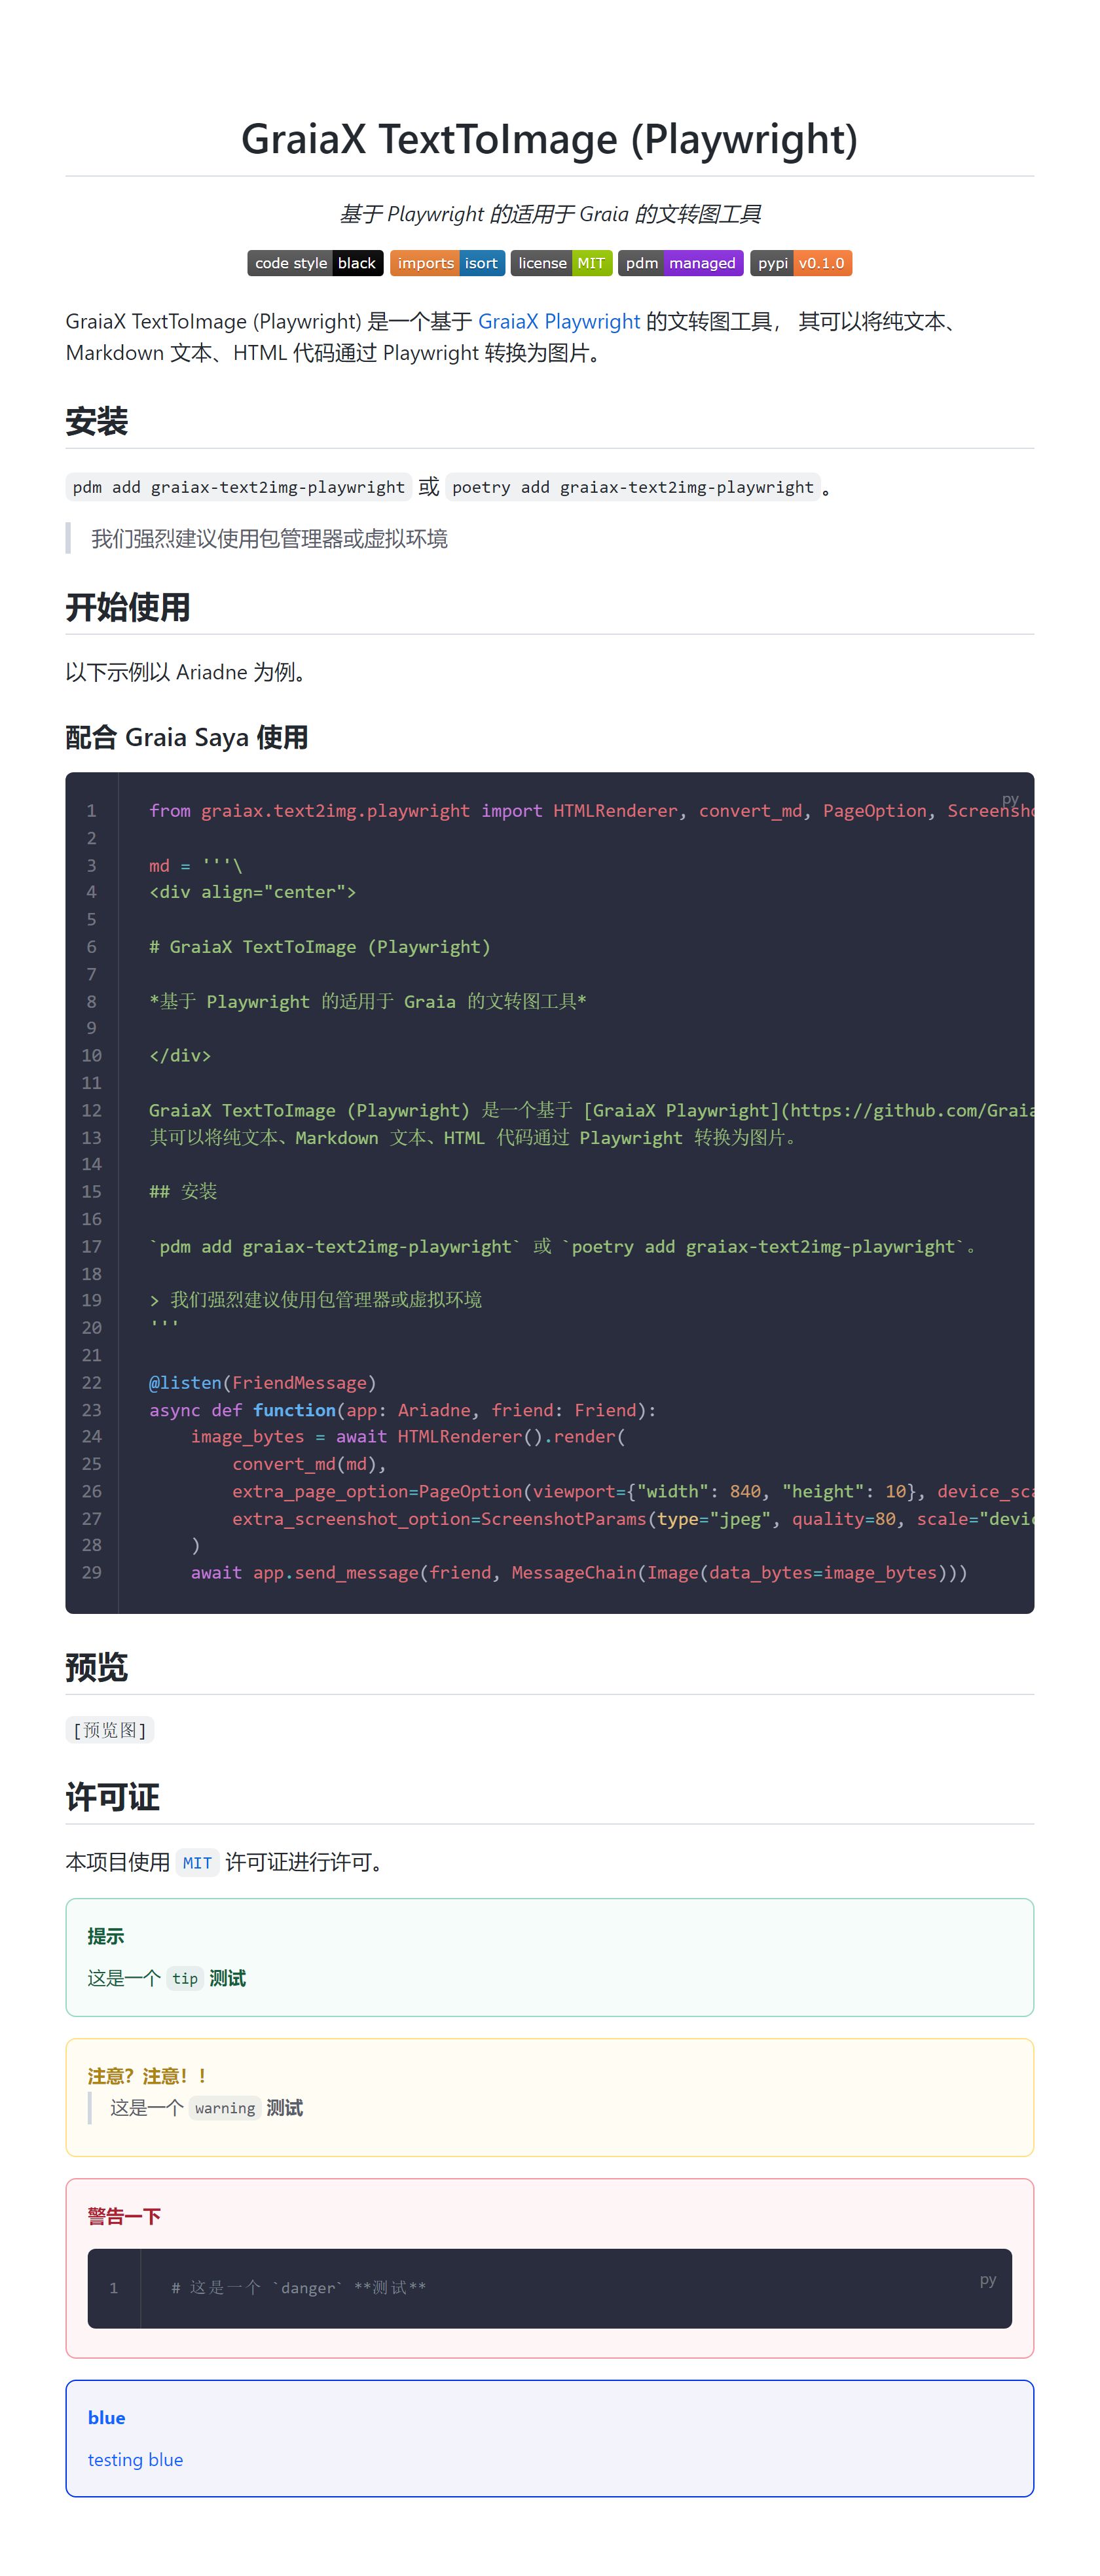 GraiaX TextToImage (Playwright)
基于 Playwright 的适用于 Graia 的文转图工具
code style black imports isort license MIT pdm managed pypi v0.1.0
GraiaX TextToImage (Playwright) 是一个基于 GraiaX Playwright 的文转图工具， 其可以将纯文本、
Markdown 文本、HTML 代码通过 Playwright 转换为图片。
安装
pdm add graiax-text2img-playwright 或 poetry add graiax-text2img-playwright。
我们强烈建议使用包管理器或虚拟环境
开始使用
以下示例以 Ariadne 为例。
配合 Graia Saya 使用
py
1 from graiax.text2img.playwright import HTMLRenderer, convert_md, PageOption, Screensho
2
3 md = '''\
4 <div align="center">
5
6 # GraiaX TextToImage (Playwright)
7
8 *基于 Playwright 的适用于 Graia 的文转图工具*
9
10 </div>
11
12 GraiaX TextToImage (Playwright) 是一个基于 [GraiaX Playwright](https://github.com/Graia
13 其可以将纯文本、Markdown 文本、HTML 代码通过 Playwright 转换为图片。
14
15 ## 安装
16
17 `pdm add graiax-text2img-playwright` 或 `poetry add graiax-text2img-playwright`。
18
19 > 我们强烈建议使用包管理器或虚拟环境
20 '''
21
22 @listen(FriendMessage)
23 async def function(app: Ariadne, friend: Friend):
24     image_bytes = await HTMLRenderer().render(
25         convert_md(md),
26         extra_page_option=PageOption(viewport={"width": 840, "height": 10}, device_sca
27         extra_screenshot_option=ScreenshotParams(type="jpeg", quality=80, scale="devic
28     )
29     await app.send_message(friend, MessageChain(Image(data_bytes=image_bytes)))
预览
[预览图]
许可证
本项目使用 MIT 许可证进行许可。
提示
这是一个 tip 测试
注意？注意！！
这是一个 warning 测试
警告一下
py
1 # 这是一个 `danger` **测试**
blue
testing blue